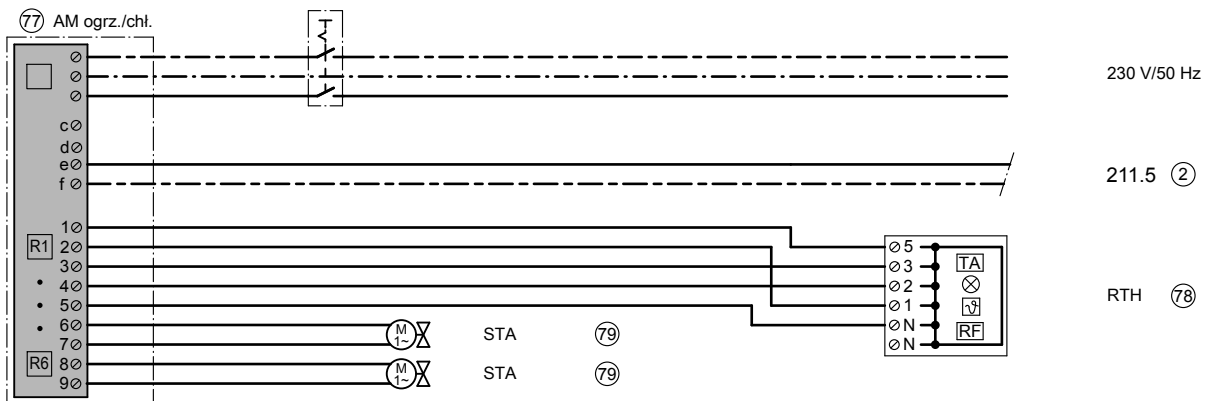 77 AM ogrz./chł.
230 V/50 Hz
c
d
e
f
211.5 2
1
R1 2
3
4
5
6
7
R6 8
9
M 1~ STA 79
M 1~ STA 79
5
3 TA
2
1 ϑ
N RF
N
RTH 78